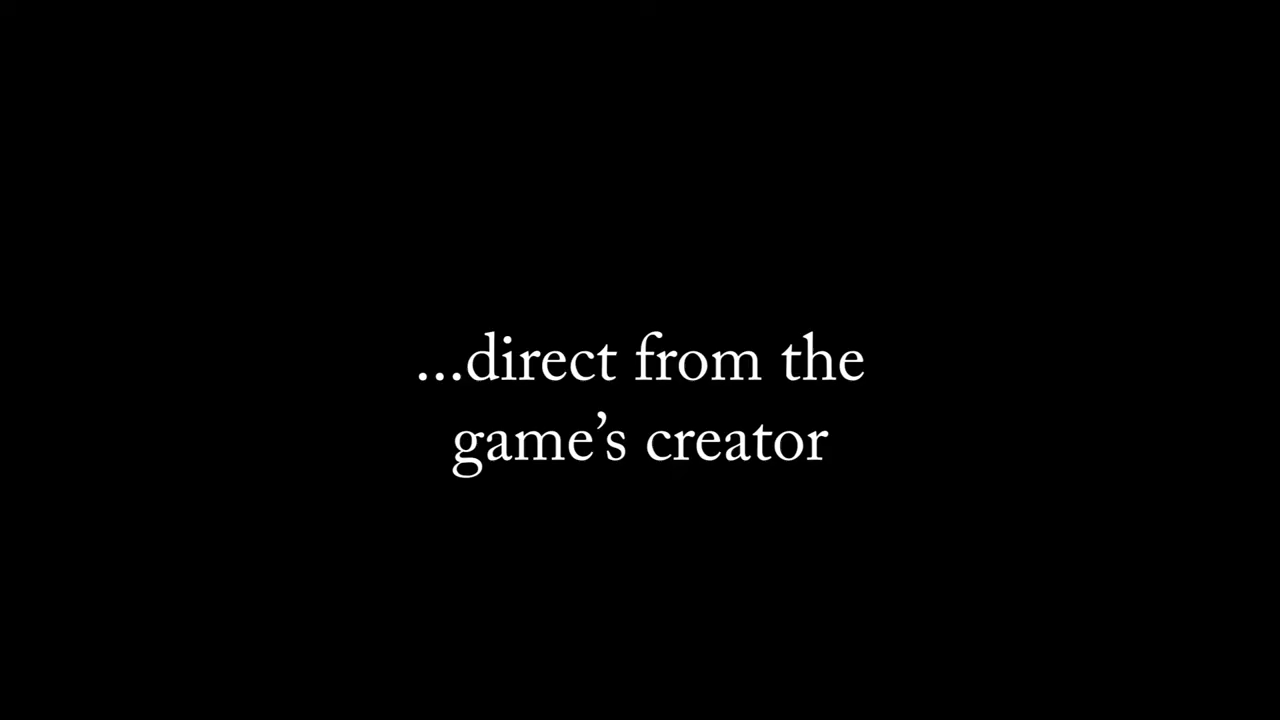 ...direct from the
game’s creator